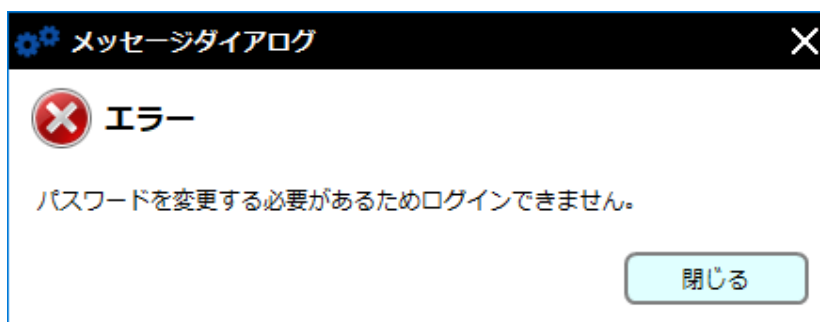 メッセージダイアログ
エラー
パスワードを変更する必要があるためログインできません。
閉じる